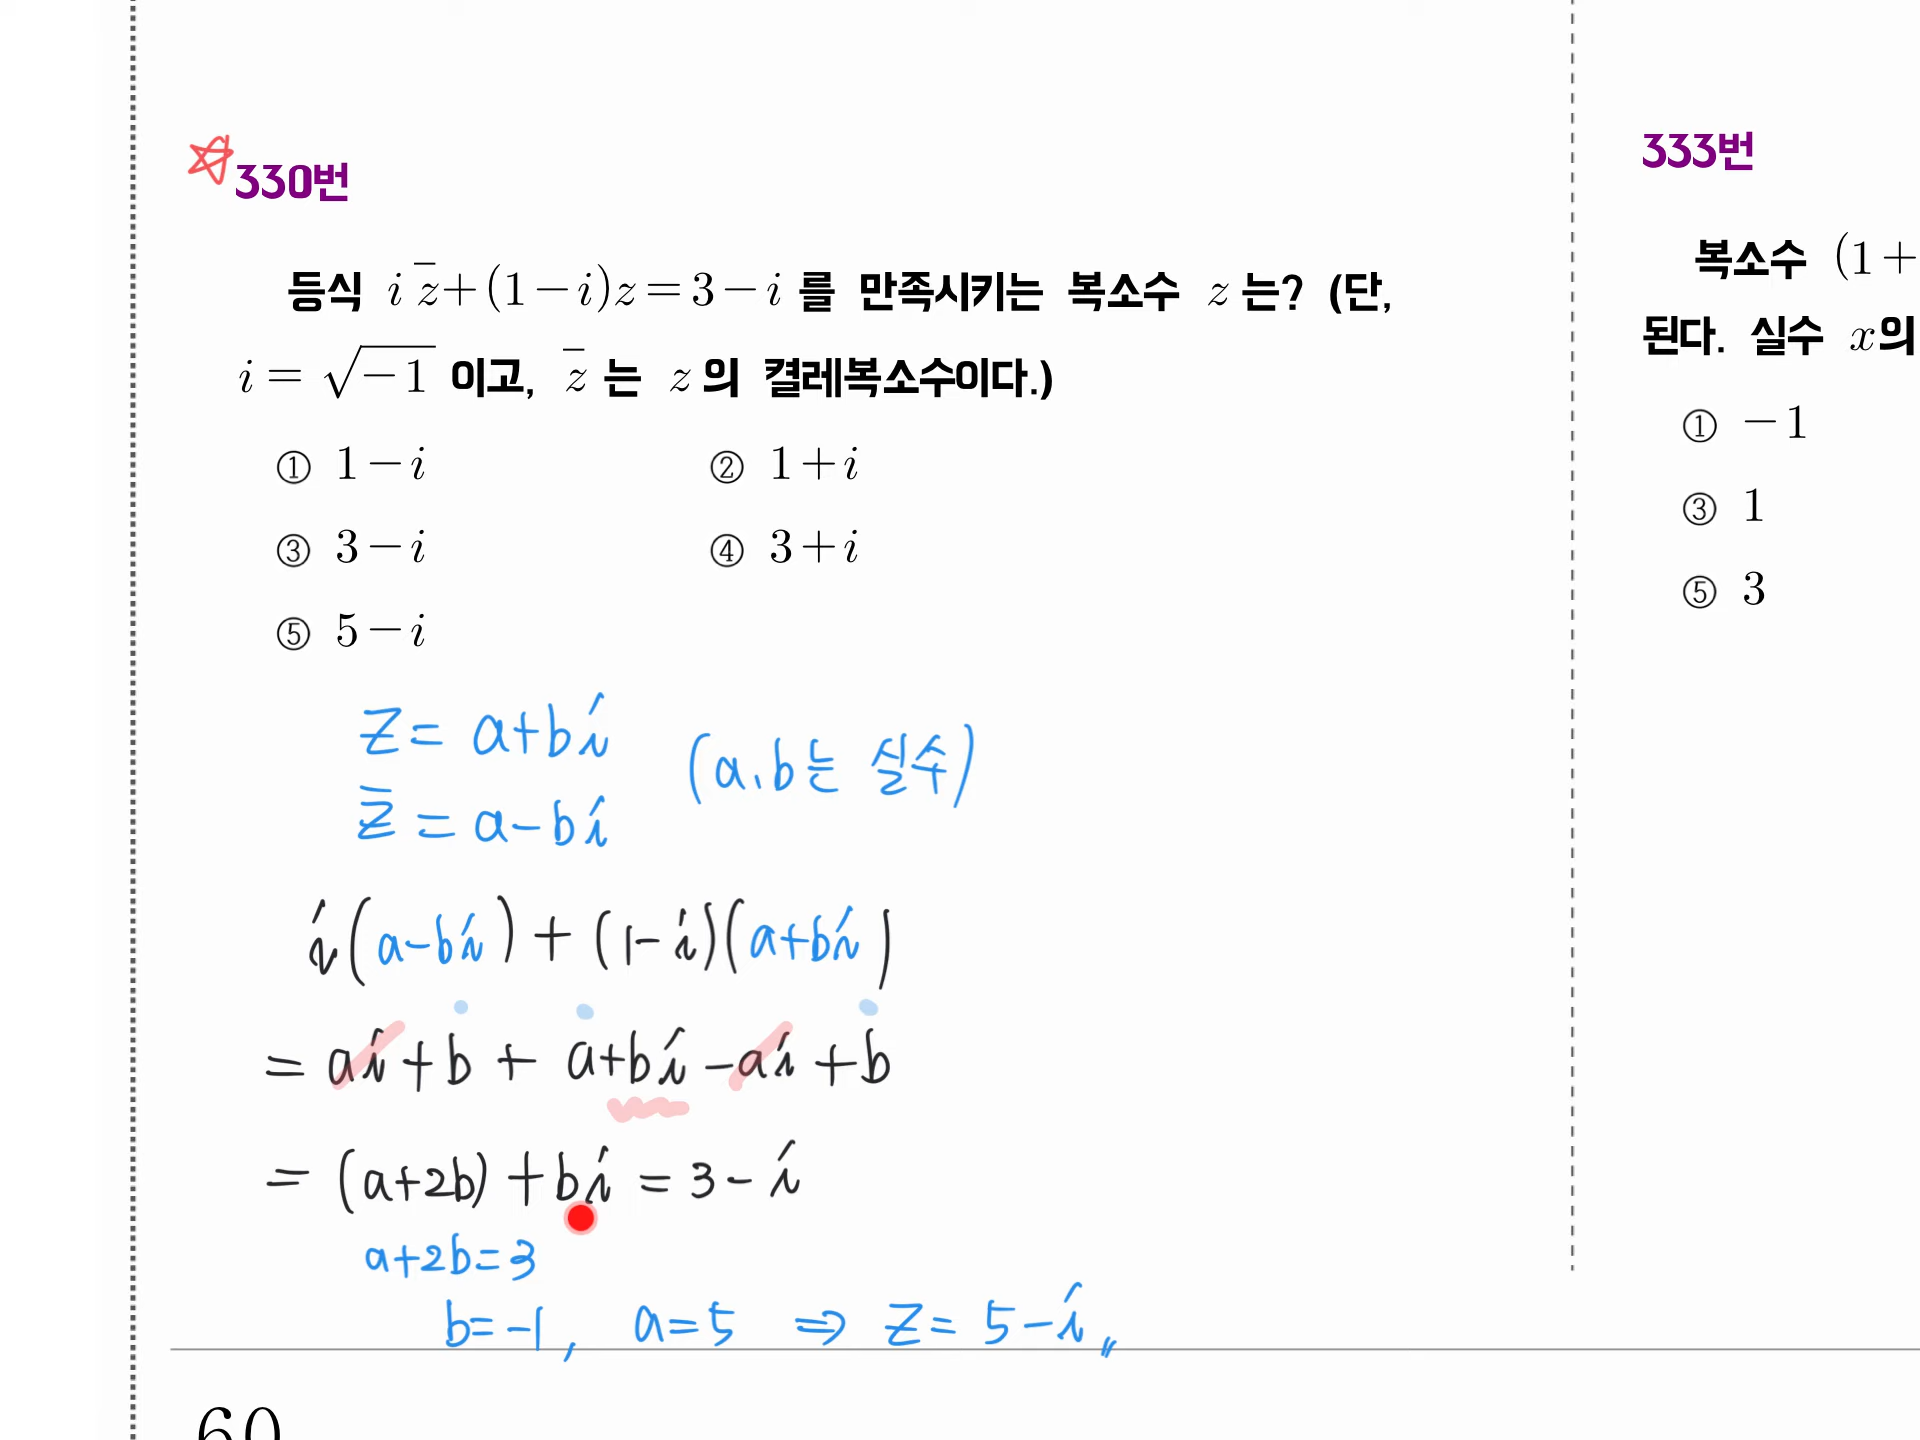 330번
등식 i z̅+(1-i)z=3-i 를 만족시키는 복소수 z 는? (단,
i = √-1 이고, z̅ 는 z 의 켤레복소수이다.)
① 1-i ② 1+i
③ 3-i ④ 3+i
⑤ 5-i
z = a+bi
(a, b는 실수)
z̅ = a-bi
i(a-bi) + (1-i)(a+bi)
= ai+b + a+bi -ai +b
= (a+2b) +bi = 3-i
a+2b=3
b=-1, a=5 ⇒ z= 5-i〃
60
333번
복소수 (1+
된다. 실수 x의
① -1
③ 1
⑤ 3